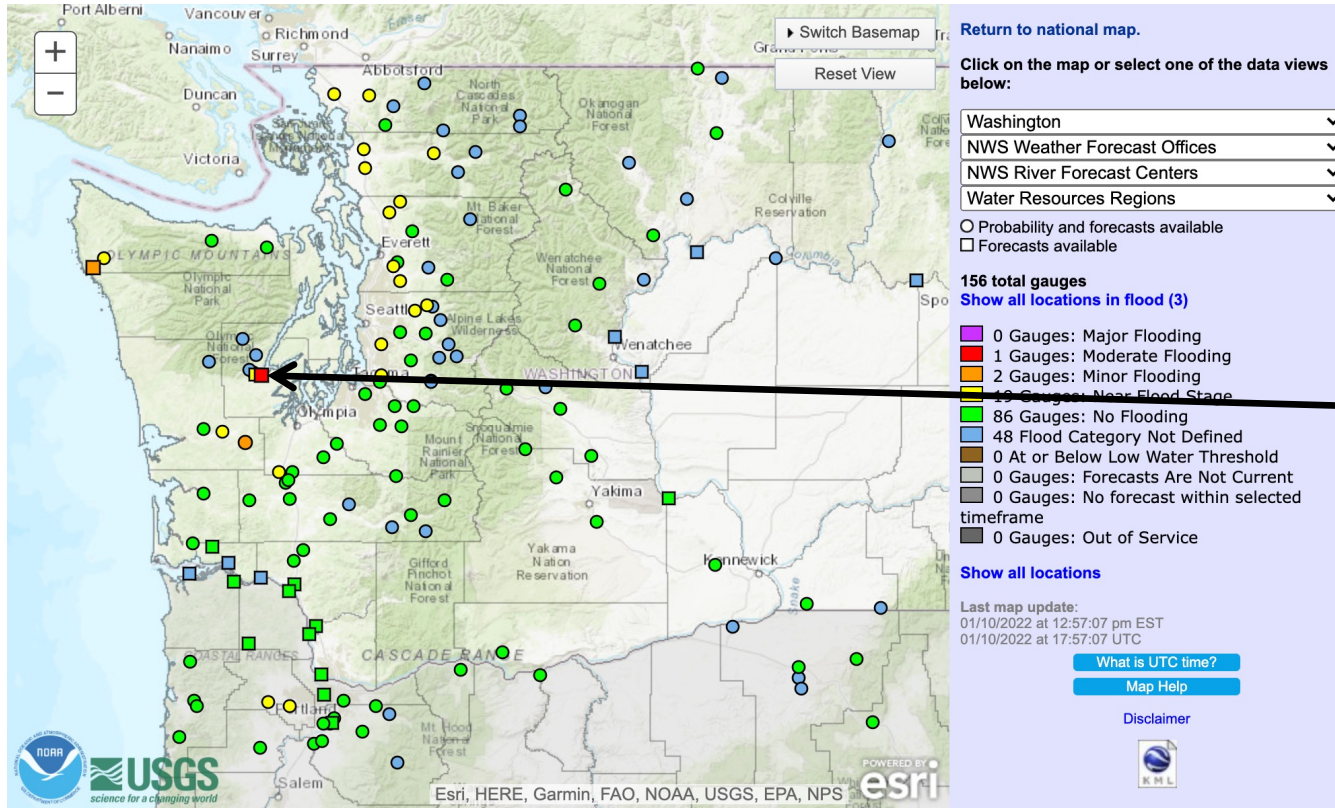 Port Alberni
Vancouver
Fraser
Richmond
Nanaimo
Surrey
Abbotsford
Duncan
Victoria
North
Cascades
National
Park
Okanogan
National
Forest
Colville
Reservation
Mt. Baker
National
Forest
Everett
OLYMPIC MOUNTAINS
Olympic
National
Park
Wenatchee
National
Forest
Columbia
Spo
Seattl
Alpine Lakes
Wilderness
Wenatchee
WASHINGTON
Olympia
Mount
Rainier
National
Park
Snoqualmie
National
Forest
Yakima
Yakama
Nation
Reservation
Gifford
Pinchot
National
Forest
Kennewick
Snake
COASTAL RANGES
CASCADE RANGE
Portland
Mt Hood
National
Forest
Salem
+
−
Switch Basemap
Reset View
NOAA
USGS
science for a changing world
Esri, HERE, Garmin, FAO, NOAA, USGS, EPA, NPS
POWERED BY
esri
Return to national map.
Click on the map or select one of the data views
below:
Washington
NWS Weather Forecast Offices
NWS River Forecast Centers
Water Resources Regions
Probability and forecasts available
Forecasts available
156 total gauges
Show all locations in flood (3)
0 Gauges: Major Flooding
1 Gauges: Moderate Flooding
2 Gauges: Minor Flooding
19 Gauges: Near Flood Stage
86 Gauges: No Flooding
48 Flood Category Not Defined
0 At or Below Low Water Threshold
0 Gauges: Forecasts Are Not Current
0 Gauges: No forecast within selected
timeframe
0 Gauges: Out of Service
Show all locations
Last map update:
01/10/2022 at 12:57:07 pm EST
01/10/2022 at 17:57:07 UTC
What is UTC time?
Map Help
Disclaimer
KML